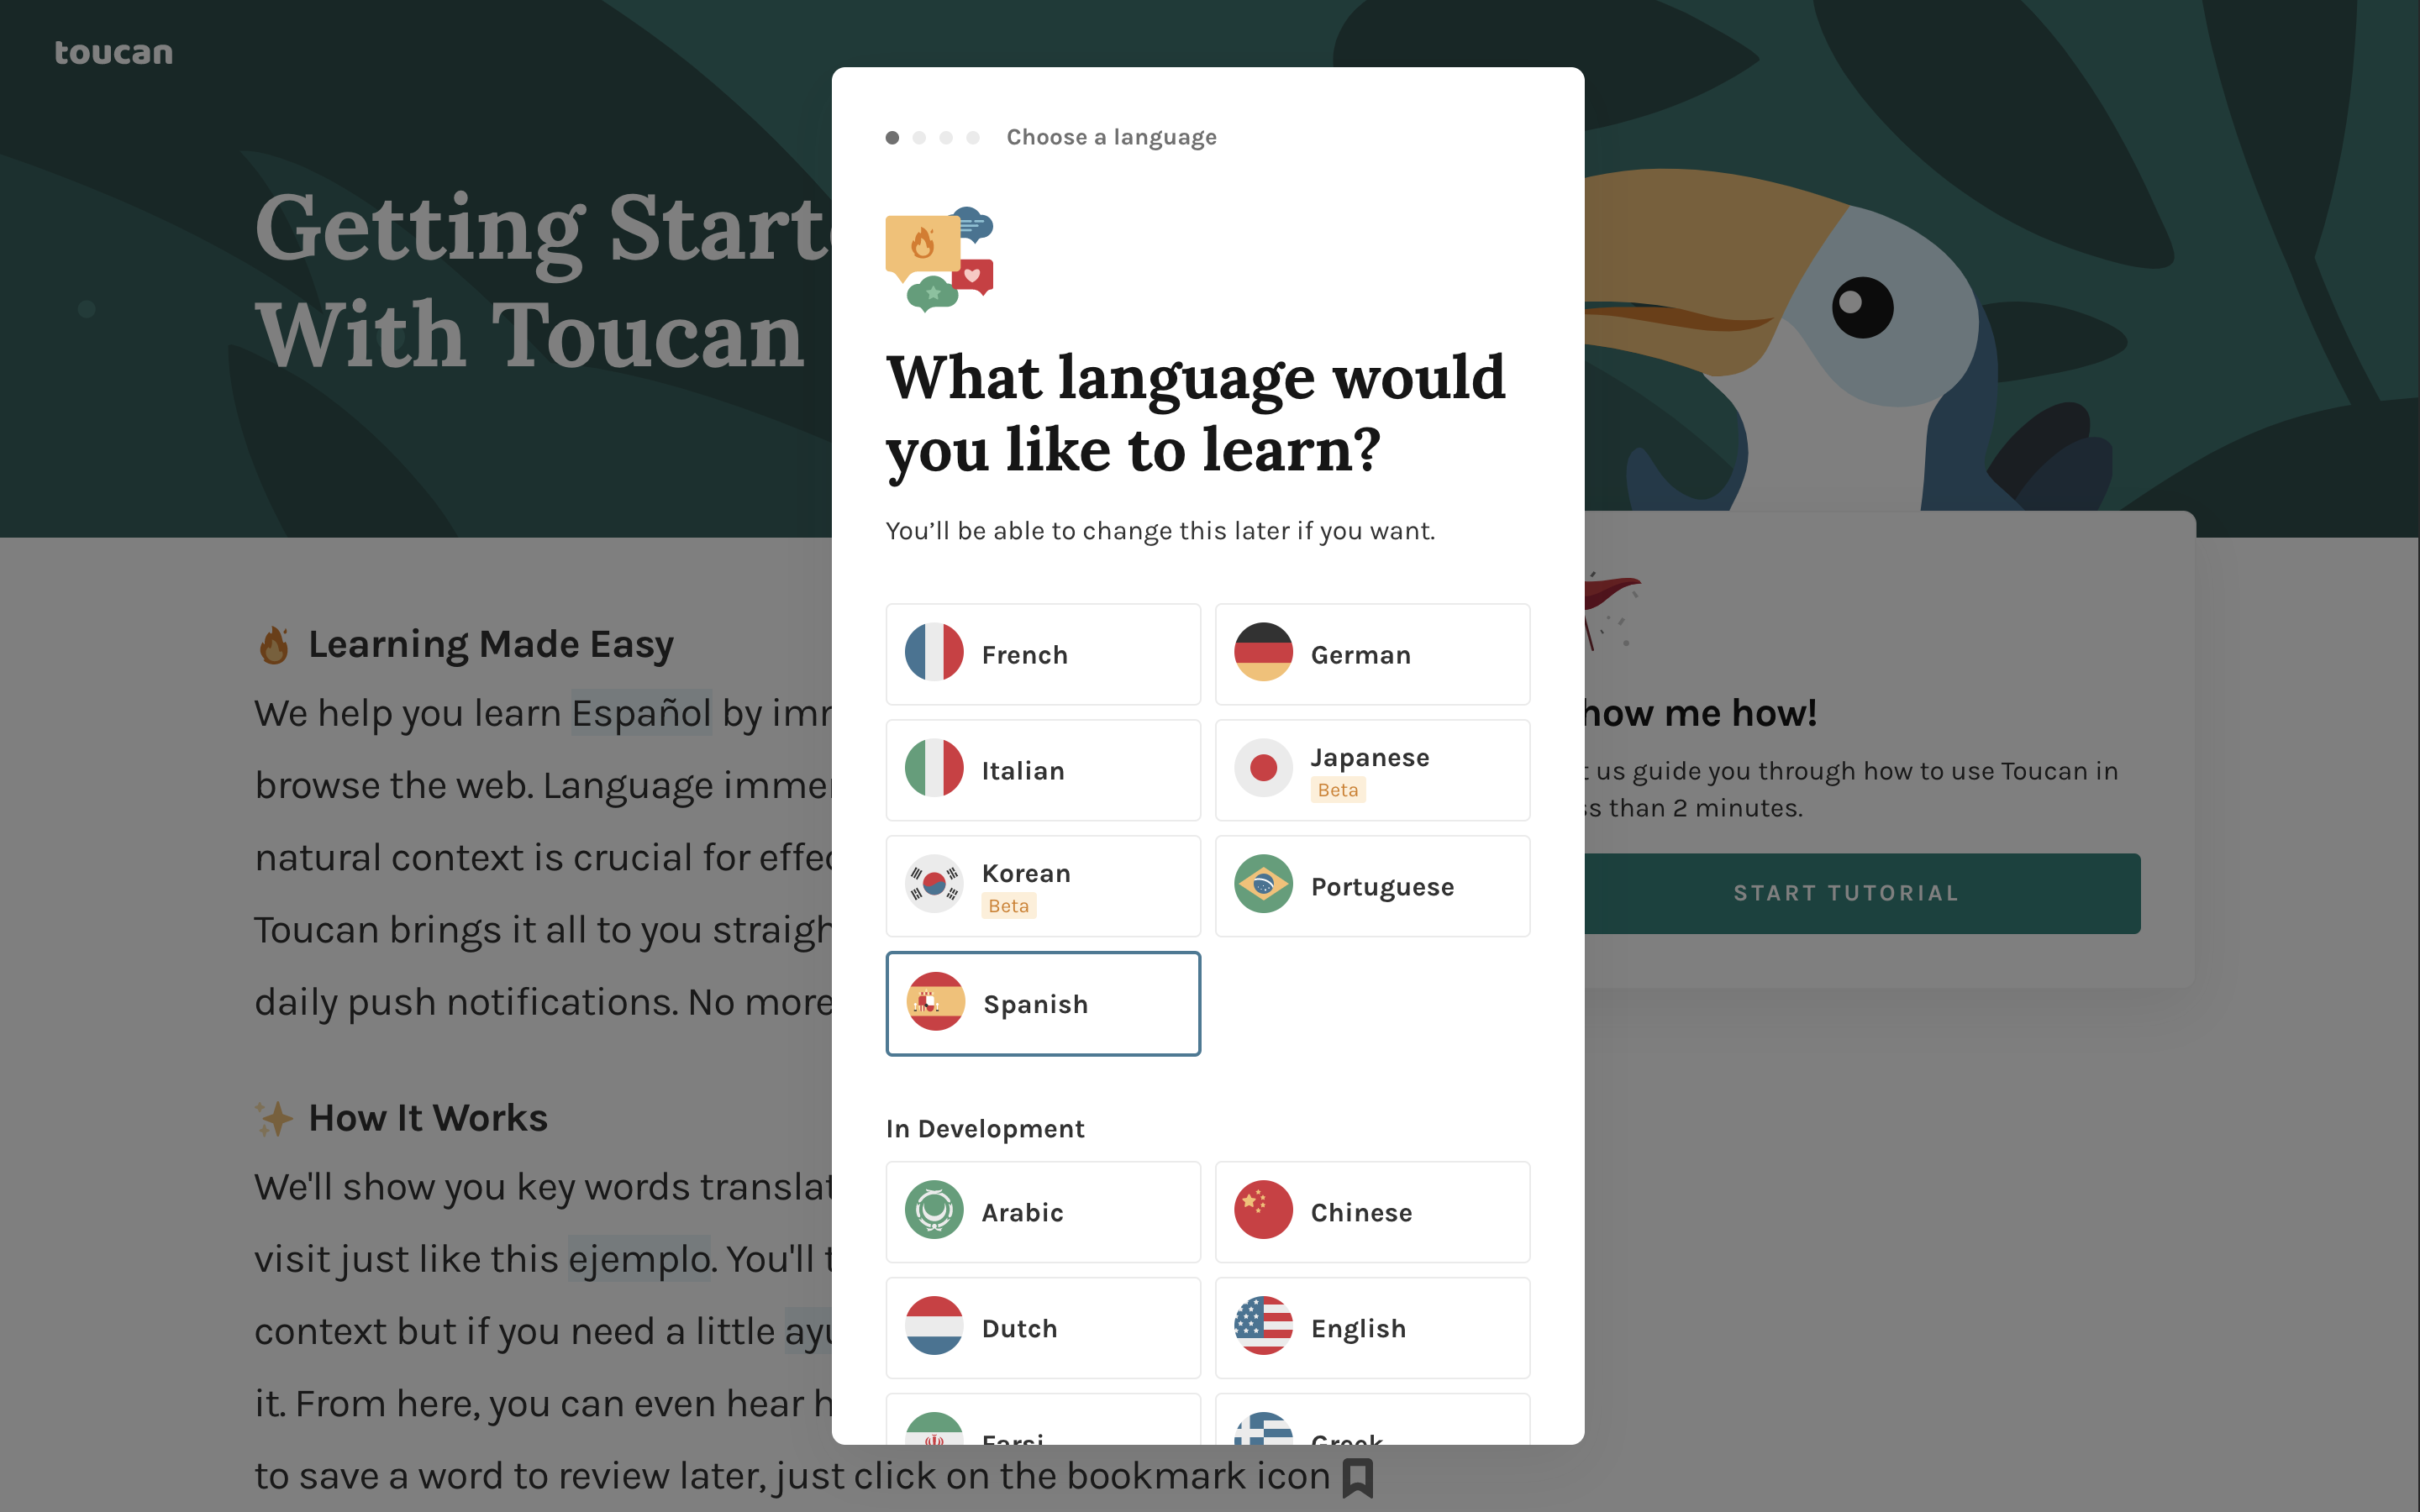 toucan
Getting Start
With Toucan
Choose a language
What language would
you like to learn?
You’ll be able to change this later if you want.
French
German
Italian
Japanese
Beta
Korean
Beta
Portuguese
Spanish
In Development
Arabic
Chinese
Dutch
English
Farsi
Greek
Learning Made Easy
We help you learn Español by
browse the web. Language
natural context is crucial for
Toucan brings it all to you
daily push notifications. No more
How It Works
We'll show you key words
visit just like this ejemplo. You'll
context but if you need a little
it. From here, you can even hear
to save a word to review later, just click on the bookmark icon
how me how!
us guide you through how to use Toucan in
than 2 minutes.
START TUTORIAL